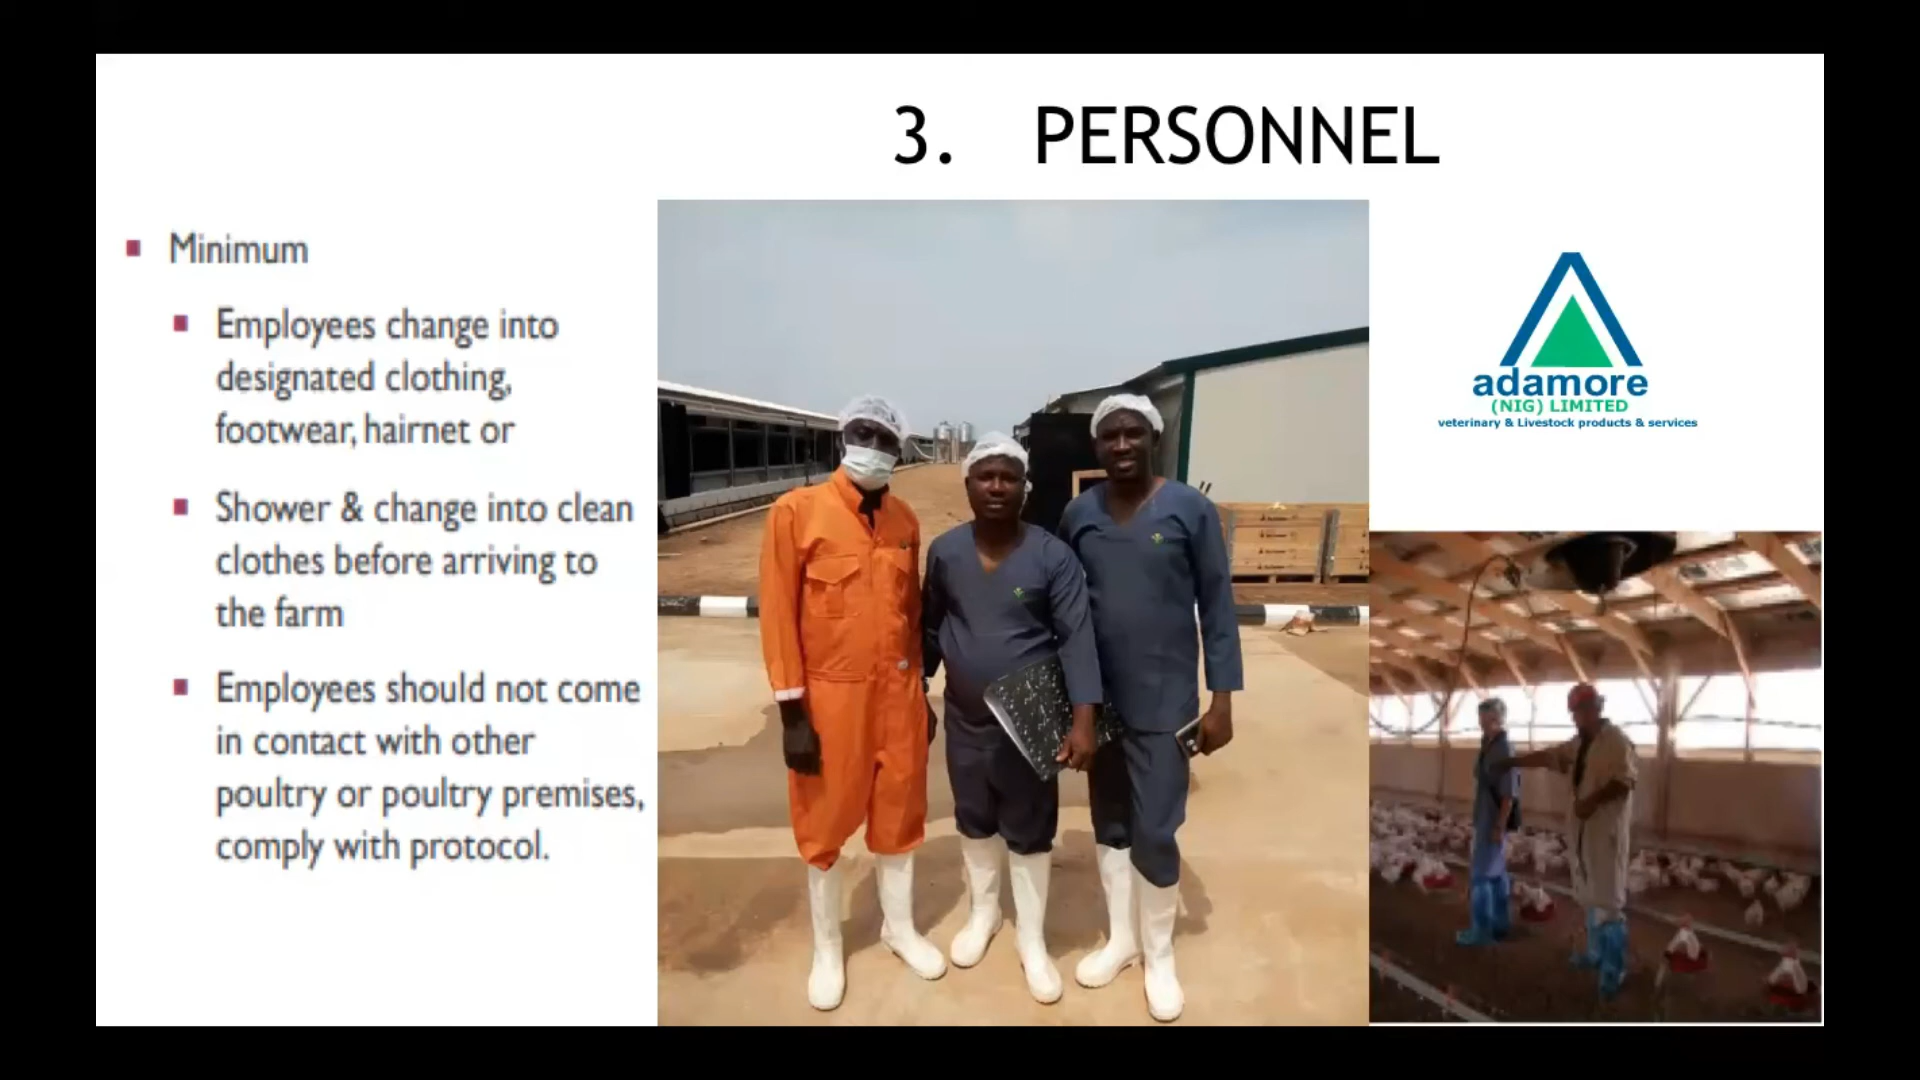 3. PERSONNEL
Minimum
Employees change into
designated clothing,
footwear, hairnet or
Shower & change into clean
clothes before arriving to
the farm
Employees should not come
in contact with other
poultry or poultry premises,
comply with protocol.
adamore
(NIG) LIMITED
veterinary & Livestock products & services